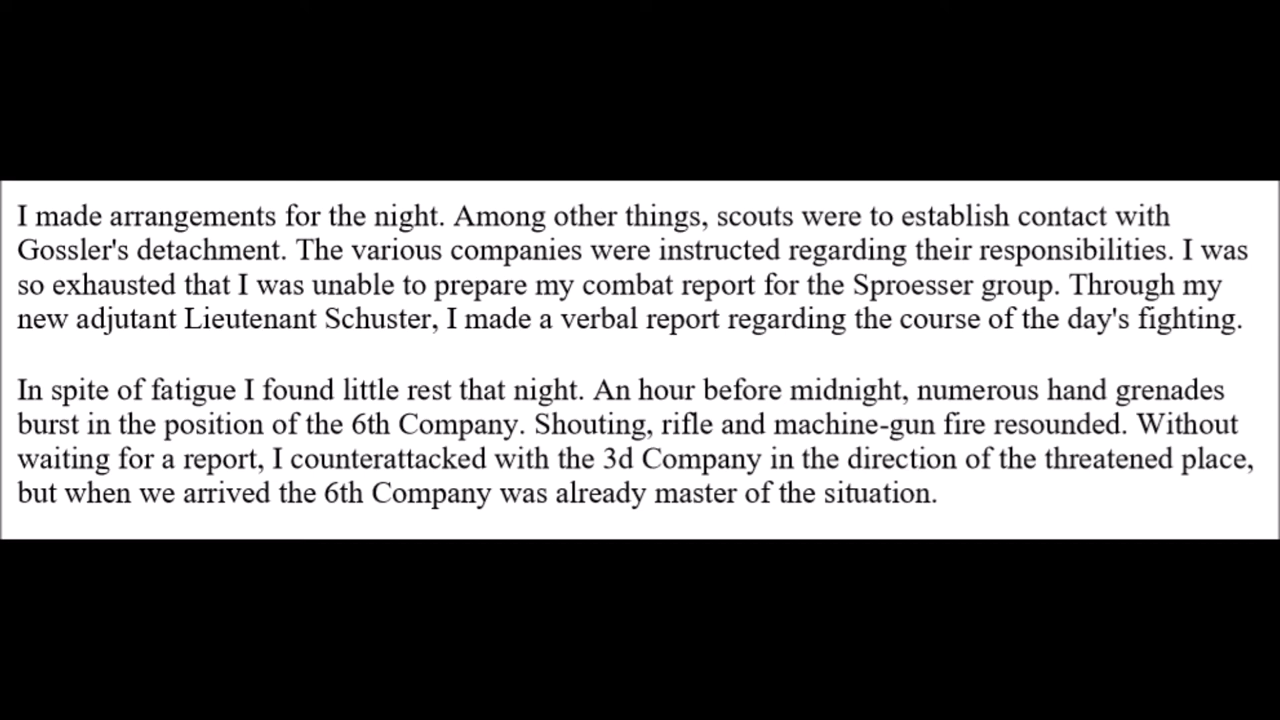 I made arrangements for the night. Among other things, scouts were to establish contact with
Gossler's detachment. The various companies were instructed regarding their responsibilities. I was
so exhausted that I was unable to prepare my combat report for the Sproesser group. Through my
new adjutant Lieutenant Schuster, I made a verbal report regarding the course of the day's fighting.
In spite of fatigue I found little rest that night. An hour before midnight, numerous hand grenades
burst in the position of the 6th Company. Shouting, rifle and machine-gun fire resounded. Without
waiting for a report, I counterattacked with the 3d Company in the direction of the threatened place,
but when we arrived the 6th Company was already master of the situation.